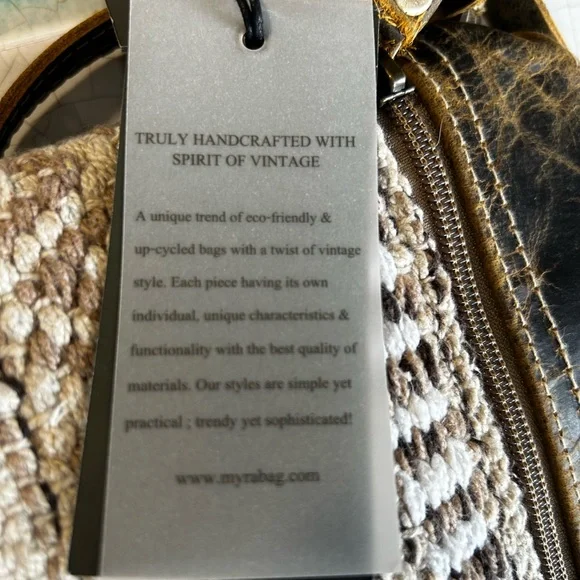 TRULY HANDCRAFTED WITH
SPIRIT OF VINTAGE
A unique trend of eco-friendly &
up-cycled bags with a twist of vintage
style. Each piece having its own
individual, unique characteristics &
functionality with the best quality of
materials. Our styles are simple yet
practical ; trendy yet sophisticated!
www.myrabag.com